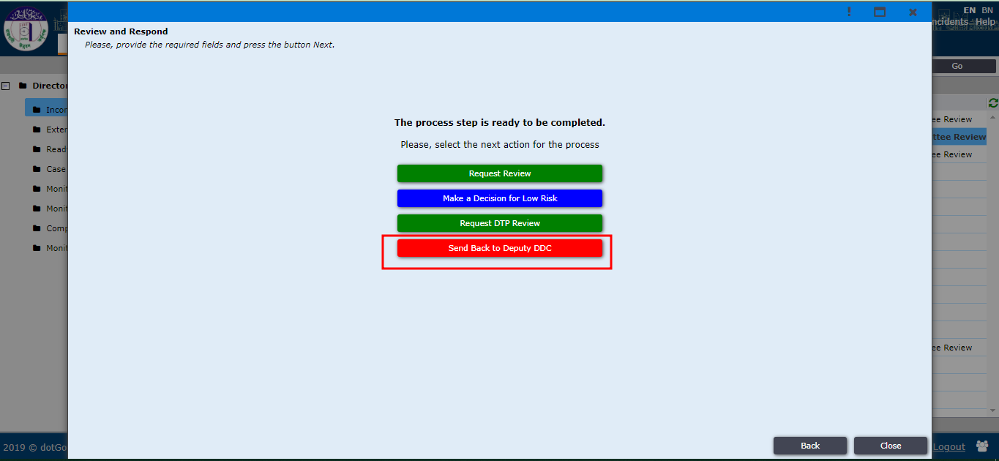 EN BN
ncidents Help
Review and Respond
Please, provide the required fields and press the button Next.
Go
Directo
Incor
Exter
Read
Case
Monit
Monit
Comp
Monit
ee Review
ttee Review
ee Review
The process step is ready to be completed.
Please, select the next action for the process
Request Review
Make a Decision for Low Risk
Request DTP Review
Send Back to Deputy DDC
ee Review
Back
Close
2019 © dotGo
Logout